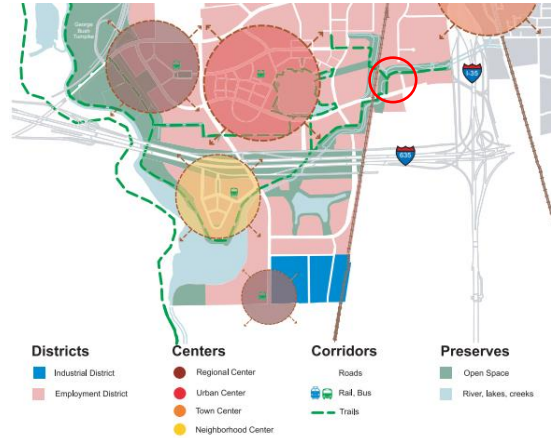 George
Bush
Turnpike
I-35
635
Districts
Industrial District
Employment District
Centers
Regional Center
Urban Center
Town Center
Neighborhood Center
Corridors
Roads
Rail, Bus
Trails
Preserves
Open Space
River, lakes, creeks